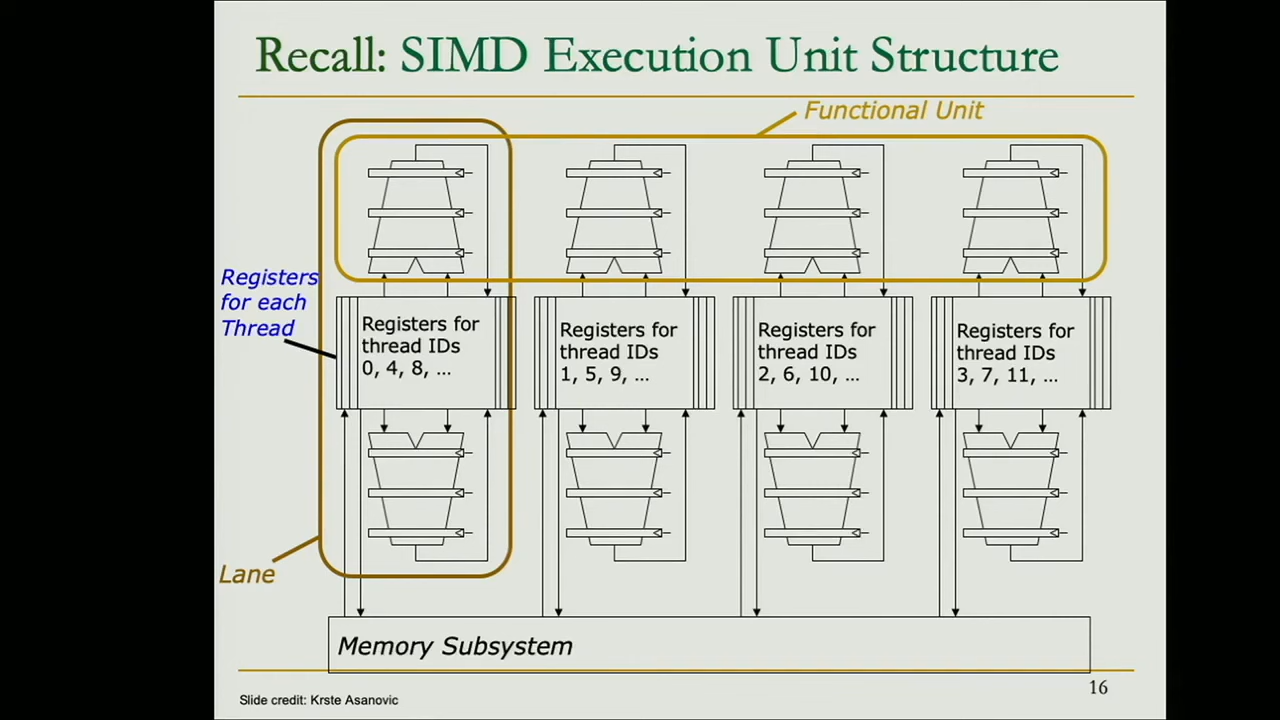 Recall: SIMD Execution Unit Structure
Functional Unit
Registers
for each
Thread
Registers for
thread IDs
0, 4, 8, …
Registers for
thread IDs
1, 5, 9, …
Registers for
thread IDs
2, 6, 10, …
Registers for
thread IDs
3, 7, 11, …
Lane
Memory Subsystem
Slide credit: Krste Asanovic
16